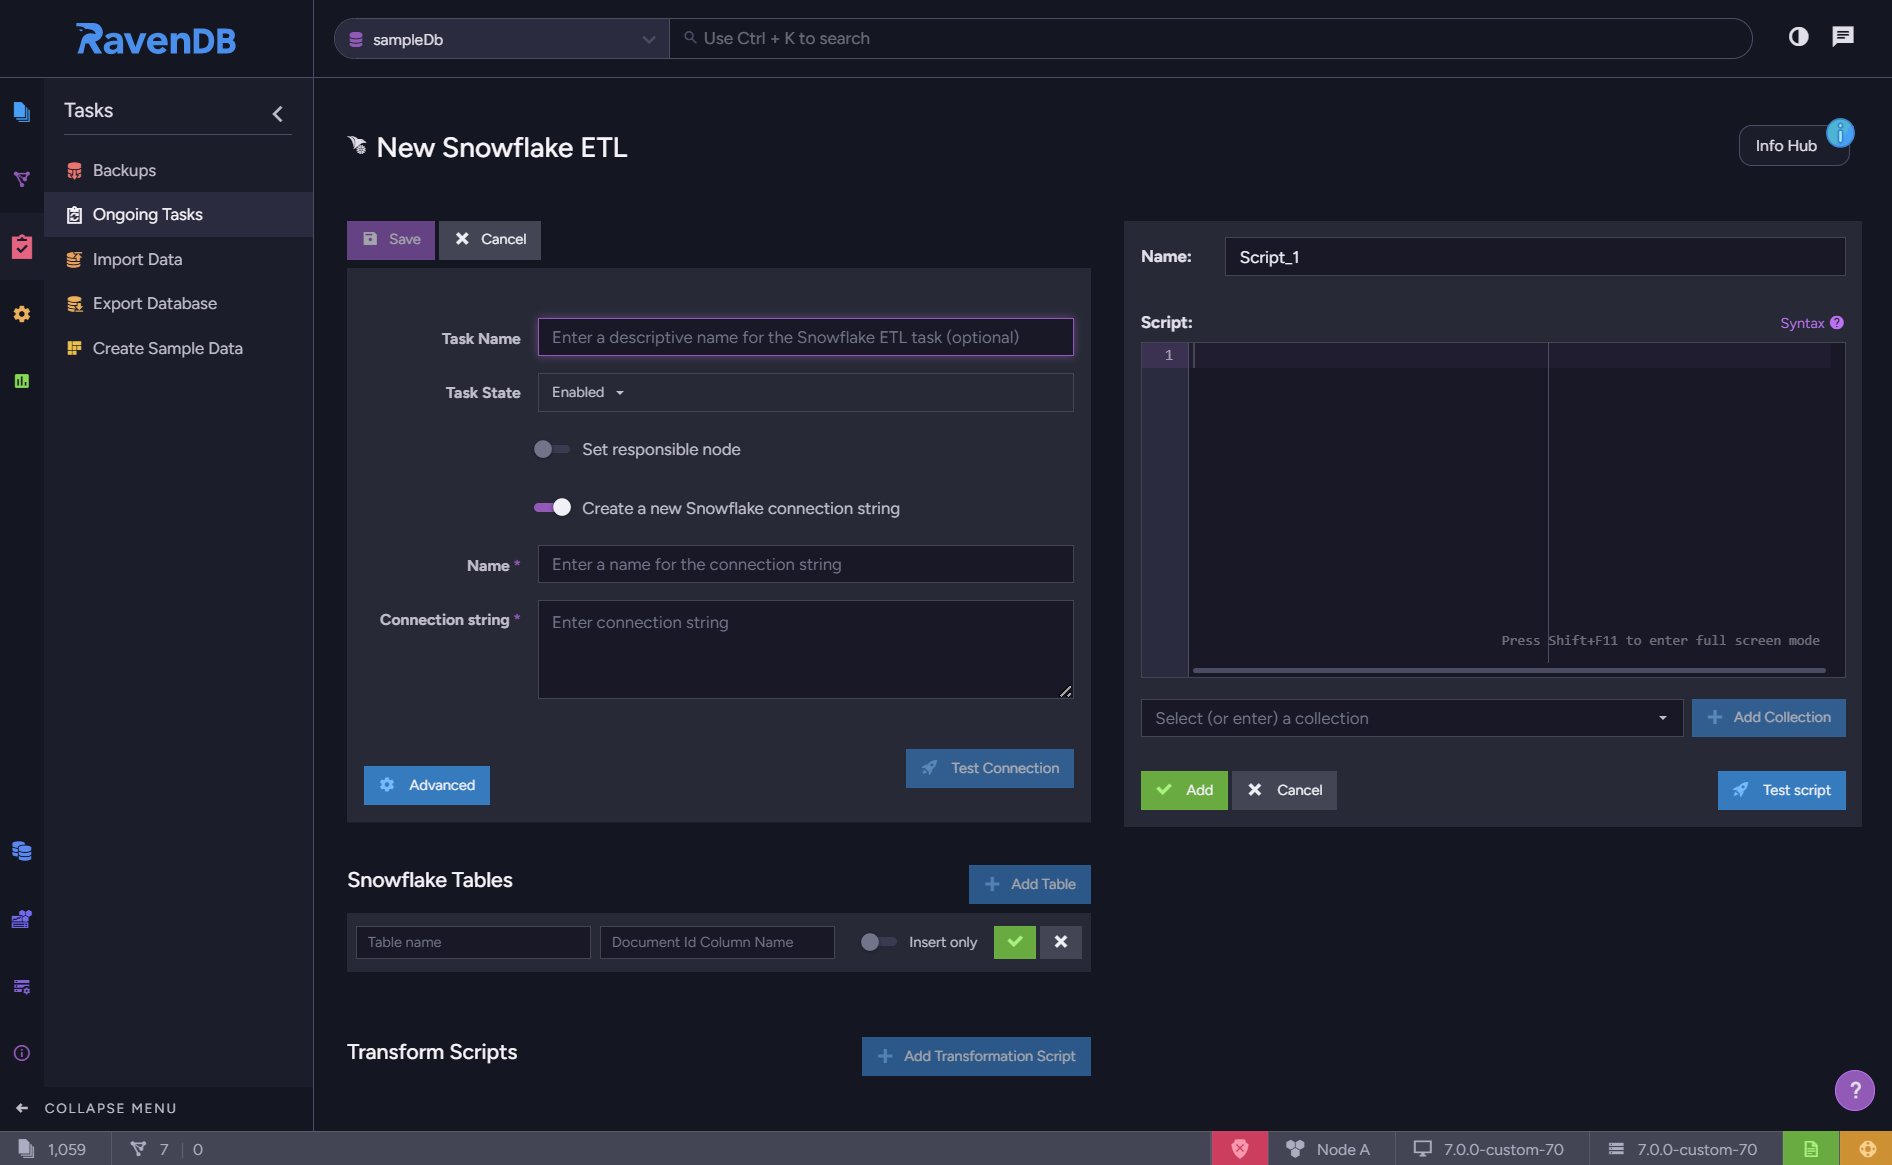 RavenDB
sampleDb
Use Ctrl + K to search
Tasks
Backups
Ongoing Tasks
Import Data
Export Database
Create Sample Data
COLLAPSE MENU
New Snowflake ETL
Info Hub
Save
Cancel
Task Name
Enter a descriptive name for the Snowflake ETL task (optional)
Task State
Enabled
Set responsible node
Create a new Snowflake connection string
Name *
Enter a name for the connection string
Connection string *
Enter connection string
Test Connection
Advanced
Snowflake Tables
Add Table
Table name
Document Id Column Name
Insert only
Transform Scripts
Add Transformation Script
Name:
Script_1
Script:
Syntax ?
1
Press Shift+F11 to enter full screen mode
Select (or enter) a collection
Add Collection
Add
Cancel
Test script
?
1,059
7
0
Node A
7.0.0-custom-70
7.0.0-custom-70